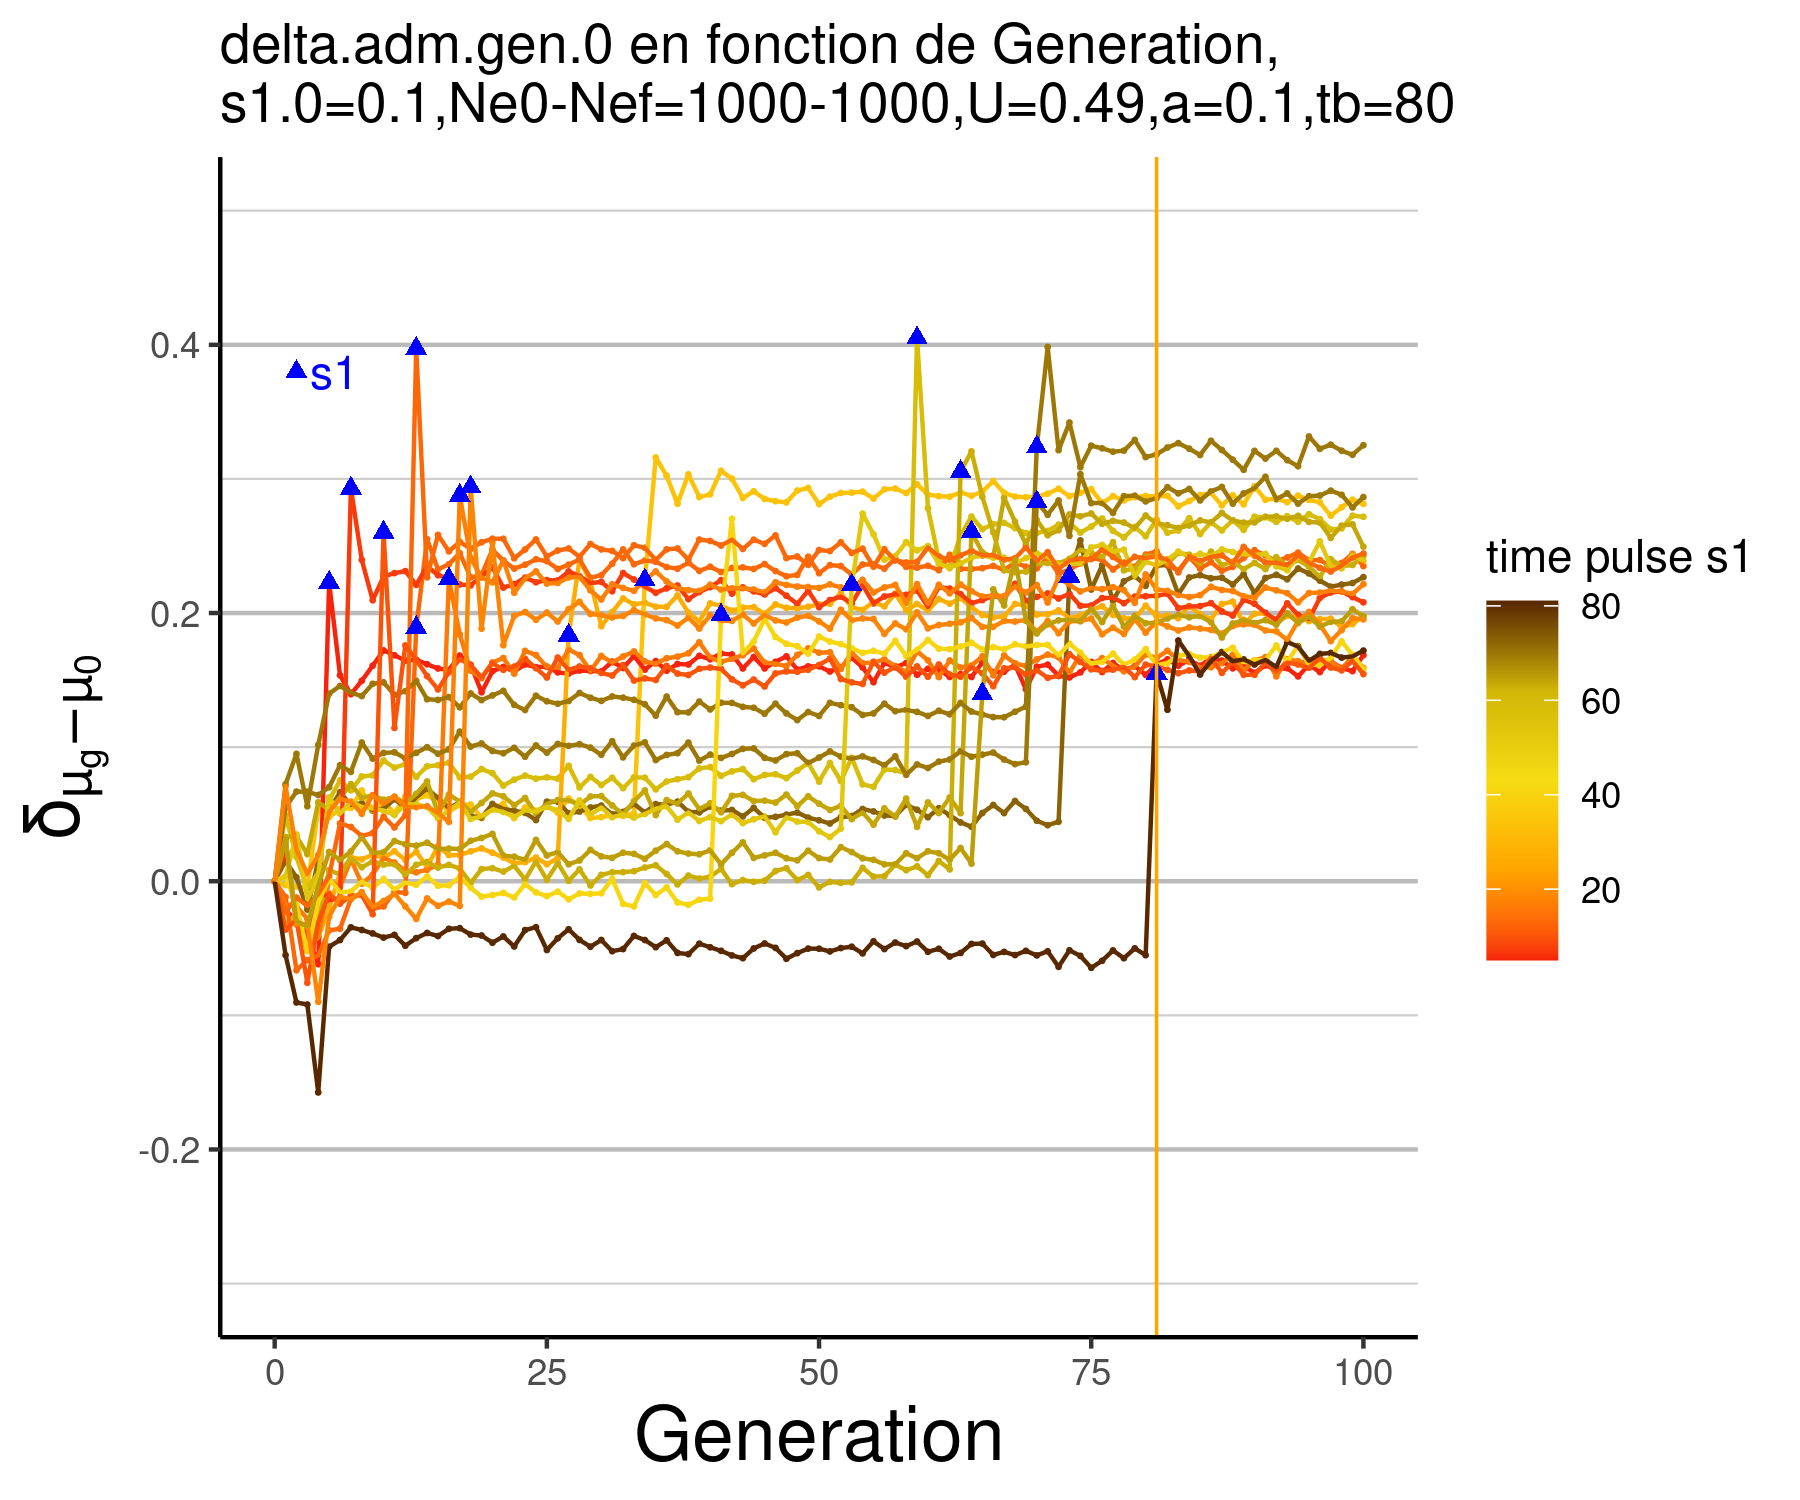 delta.adm.gen.0 en fonction de Generation,
s1.0=0.1,Ne0-Nef=1000-1000,U=0.49,a=0.1,tb=80
δμg−μ0
0.4
0.2
0.0
-0.2
s1
0
25
50
75
100
Generation
time pulse s1
80
60
40
20